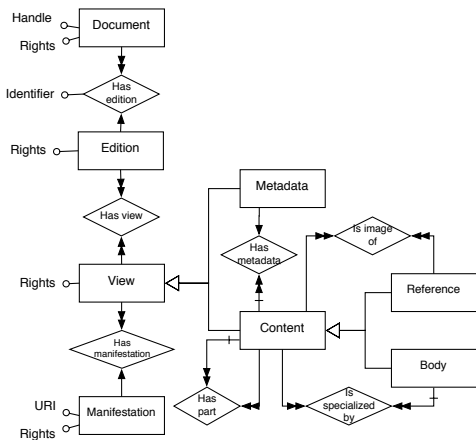 Handle
Document
Rights
Has
edition
Identifier
Rights
Edition
Has view
Metadata
Is image
of
Has
metadata
Rights
View
Reference
Content
Has
manifestation
Body
URI
Manifestation
Rights
Has
part
Is
specialized
by